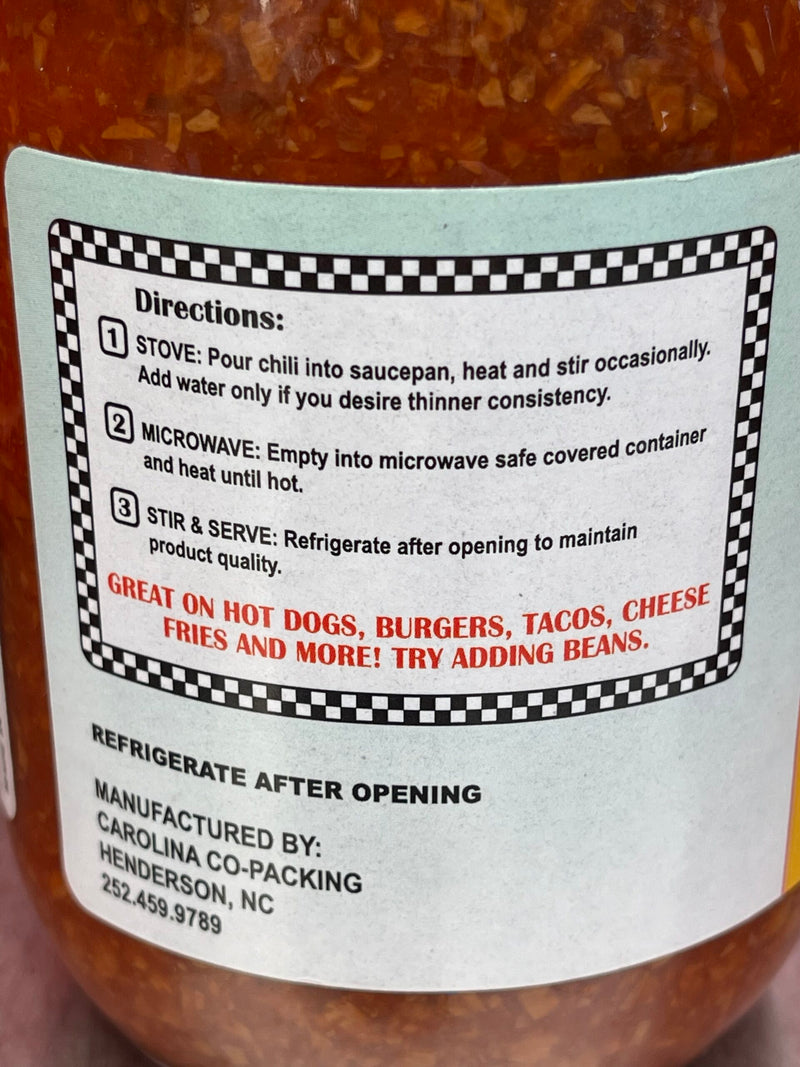 Directions:
1 STOVE: Pour chili into saucepan, heat and stir occasionally.
Add water only if you desire thinner consistency.
2 MICROWAVE: Empty into microwave safe covered container
and heat until hot.
3 STIR & SERVE: Refrigerate after opening to maintain
product quality.
GREAT ON HOT DOGS, BURGERS, TACOS, CHEESE
FRIES AND MORE! TRY ADDING BEANS.
REFRIGERATE AFTER OPENING
MANUFACTURED BY:
CAROLINA CO-PACKING
HENDERSON, NC
252.459.9789